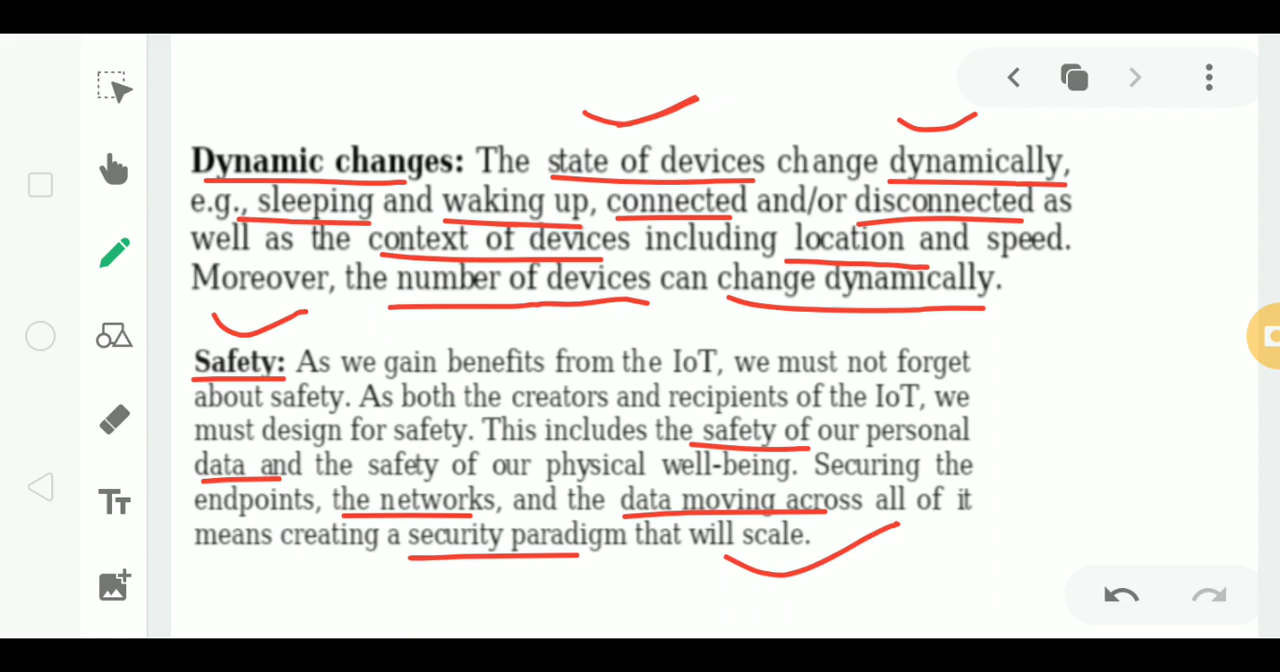 Dynamic changes: The state of devices change dynamically,
e.g., sleeping and waking up, connected and/or disconnected as
well as the context of devices including location and speed.
Moreover, the number of devices can change dynamically.
Safety: As we gain benefits from the IoT, we must not forget
about safety. As both the creators and recipients of the IoT, we
must design for safety. This includes the safety of our personal
data and the safety of our physical well-being. Securing the
endpoints, the networks, and the data moving across all of it
means creating a security paradigm that will scale.
Tт